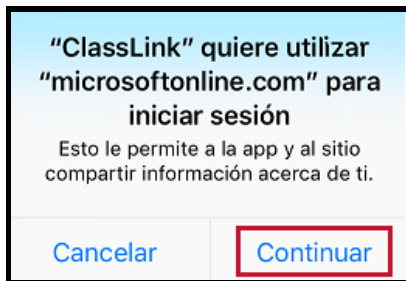 “ClassLink” quiere utilizar
“microsoftonline.com” para
iniciar sesión
Esto le permite a la app y al sitio
compartir información acerca de ti.
Cancelar
Continuar